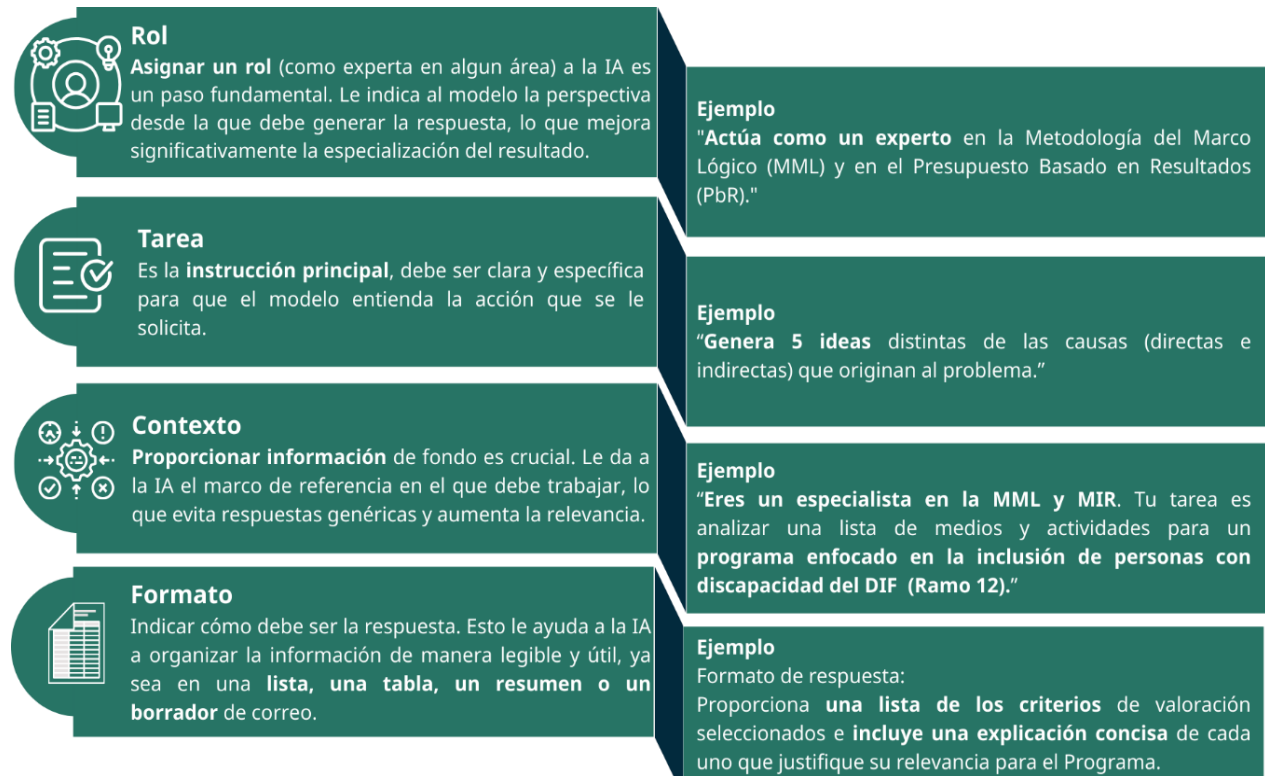 Rol
Asignar un rol (como experta en algun área) a la IA es
un paso fundamental. Le indica al modelo la perspectiva
desde la que debe generar la respuesta, lo que mejora
significativamente la especialización del resultado.
Ejemplo
"Actúa como un experto en la Metodología del Marco
Lógico (MML) y en el Presupuesto Basado en Resultados
(PbR)."
Tarea
Es la instrucción principal, debe ser clara y específica
para que el modelo entienda la acción que se le
solicita.
Ejemplo
“Genera 5 ideas distintas de las causas (directas e
indirectas) que originan al problema.”
Contexto
Proporcionar información de fondo es crucial. Le da a
la IA el marco de referencia en el que debe trabajar, lo
que evita respuestas genéricas y aumenta la relevancia.
Ejemplo
“Eres un especialista en la MML y MIR. Tu tarea es
analizar una lista de medios y actividades para un
programa enfocado en la inclusión de personas con
discapacidad del DIF (Ramo 12).”
Formato
Indicar cómo debe ser la respuesta. Esto le ayuda a la IA
a organizar la información de manera legible y útil, ya
sea en una lista, una tabla, un resumen o un
borrador de correo.
Ejemplo
Formato de respuesta:
Proporciona una lista de los criterios de valoración
seleccionados e incluye una explicación concisa de cada
uno que justifique su relevancia para el Programa.